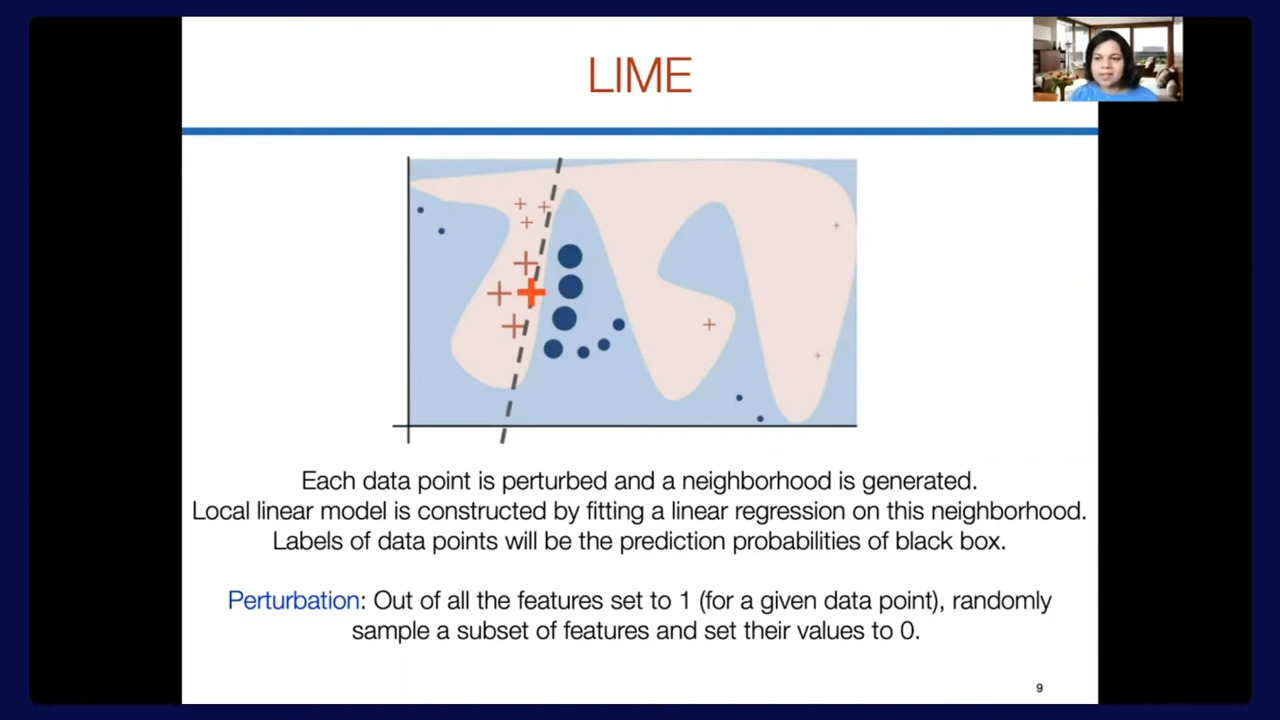 LIME
Each data point is perturbed and a neighborhood is generated.
Local linear model is constructed by fitting a linear regression on this neighborhood.
Labels of data points will be the prediction probabilities of black box.
Perturbation: Out of all the features set to 1 (for a given data point), randomly
sample a subset of features and set their values to 0.
9